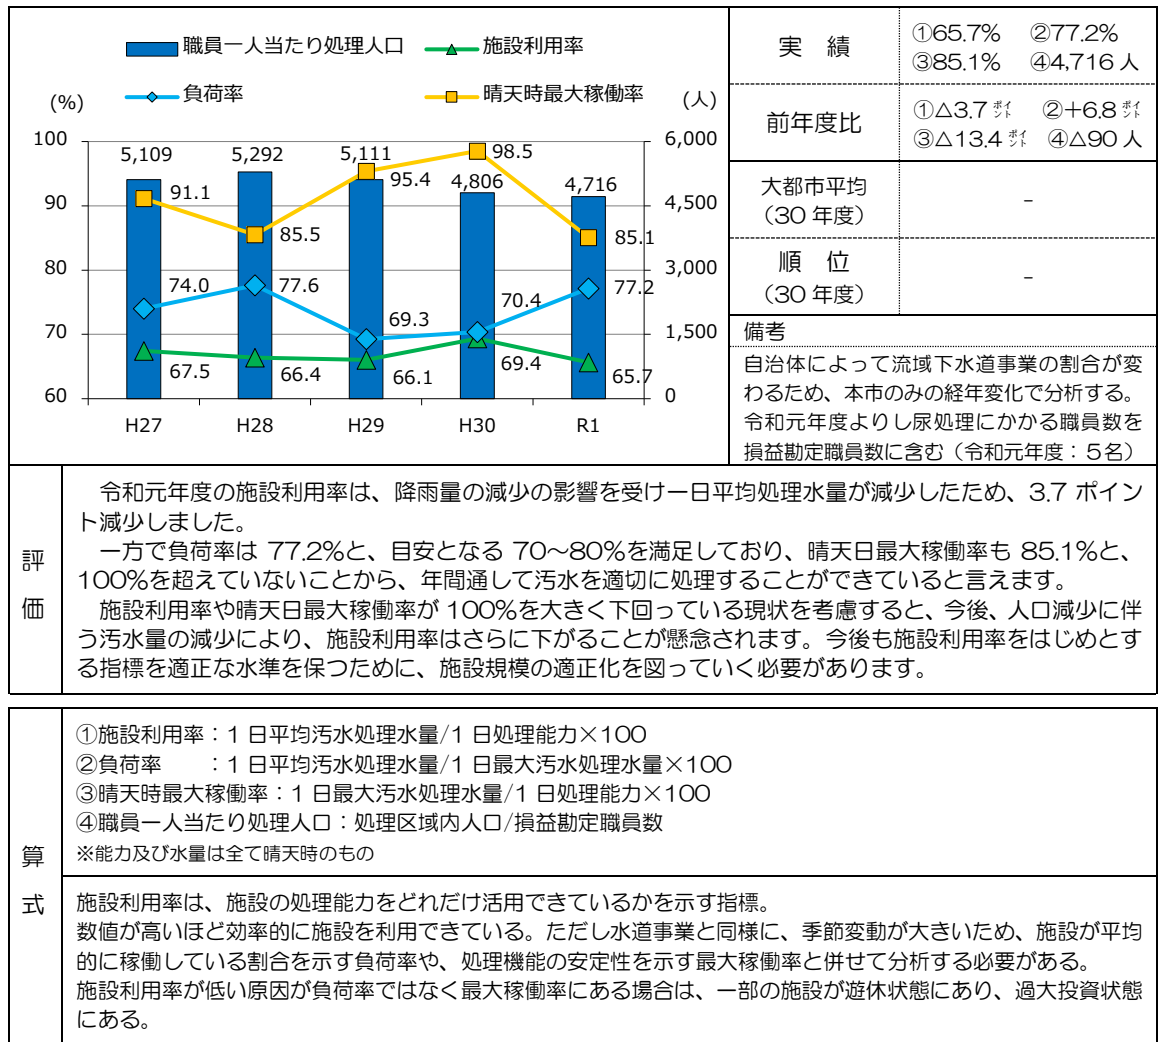 職員一人当たり処理人口
施設利用率
負荷率
晴天時最大稼働率
(%)
(人)
100
90
80
70
60
6,000
4,500
3,000
1,500
0
5,109
5,292
5,111
4,806
4,716
91.1
85.5
95.4
98.5
85.1
74.0
77.6
69.3
70.4
77.2
67.5
66.4
66.1
69.4
65.7
H27
H28
H29
H30
R1
実 績
①65.7% ②77.2%
③85.1% ④4,716人
前年度比
①△3.7ポイント ②+6.8ポイント
③△13.4ポイント ④△90人
大都市平均
(30年度)
-
順 位
(30年度)
-
備考
自治体によって流域下水道事業の割合が変
わるため、本市のみの経年変化で分析する。
令和元年度よりし尿処理にかかる職員数を
損益勘定職員数に含む(令和元年度:5名)
評
価
令和元年度の施設利用率は、降雨量の減少の影響を受け一日平均処理水量が減少したため、3.7 ポイン
ト減少しました。
一方で負荷率は 77.2%と、目安となる 70~80%を満足しており、晴天日最大稼働率も 85.1%と、
100%を超えていないことから、年間通して汚水を適切に処理することができていると言えます。
施設利用率や晴天日最大稼働率が 100%を大きく下回っている現状を考慮すると、今後、人口減少に伴
う汚水量の減少により、施設利用率はさらに下がることが懸念されます。今後も施設利用率をはじめとす
る指標を適正な水準を保つために、施設規模の適正化を図っていく必要があります。
算
式
①施設利用率:1日平均汚水処理水量/1日処理能力×100
②負荷率 :1日平均汚水処理水量/1日最大汚水処理水量×100
③晴天時最大稼働率:1日最大汚水処理水量/1日処理能力×100
④職員一人当たり処理人口:処理区域内人口/損益勘定職員数
※能力及び水量は全て晴天時のもの
施設利用率は、施設の処理能力をどれだけ活用できているかを示す指標。
数値が高いほど効率的に施設を利用できている。ただし水道事業と同様に、季節変動が大きいため、施設が平均
的に稼働している割合を示す負荷率や、処理機能の安定性を示す最大稼働率と併せて分析する必要がある。
施設利用率が低い原因が負荷率ではなく最大稼働率にある場合は、一部の施設が遊休状態にあり、過大投資状態
にある。